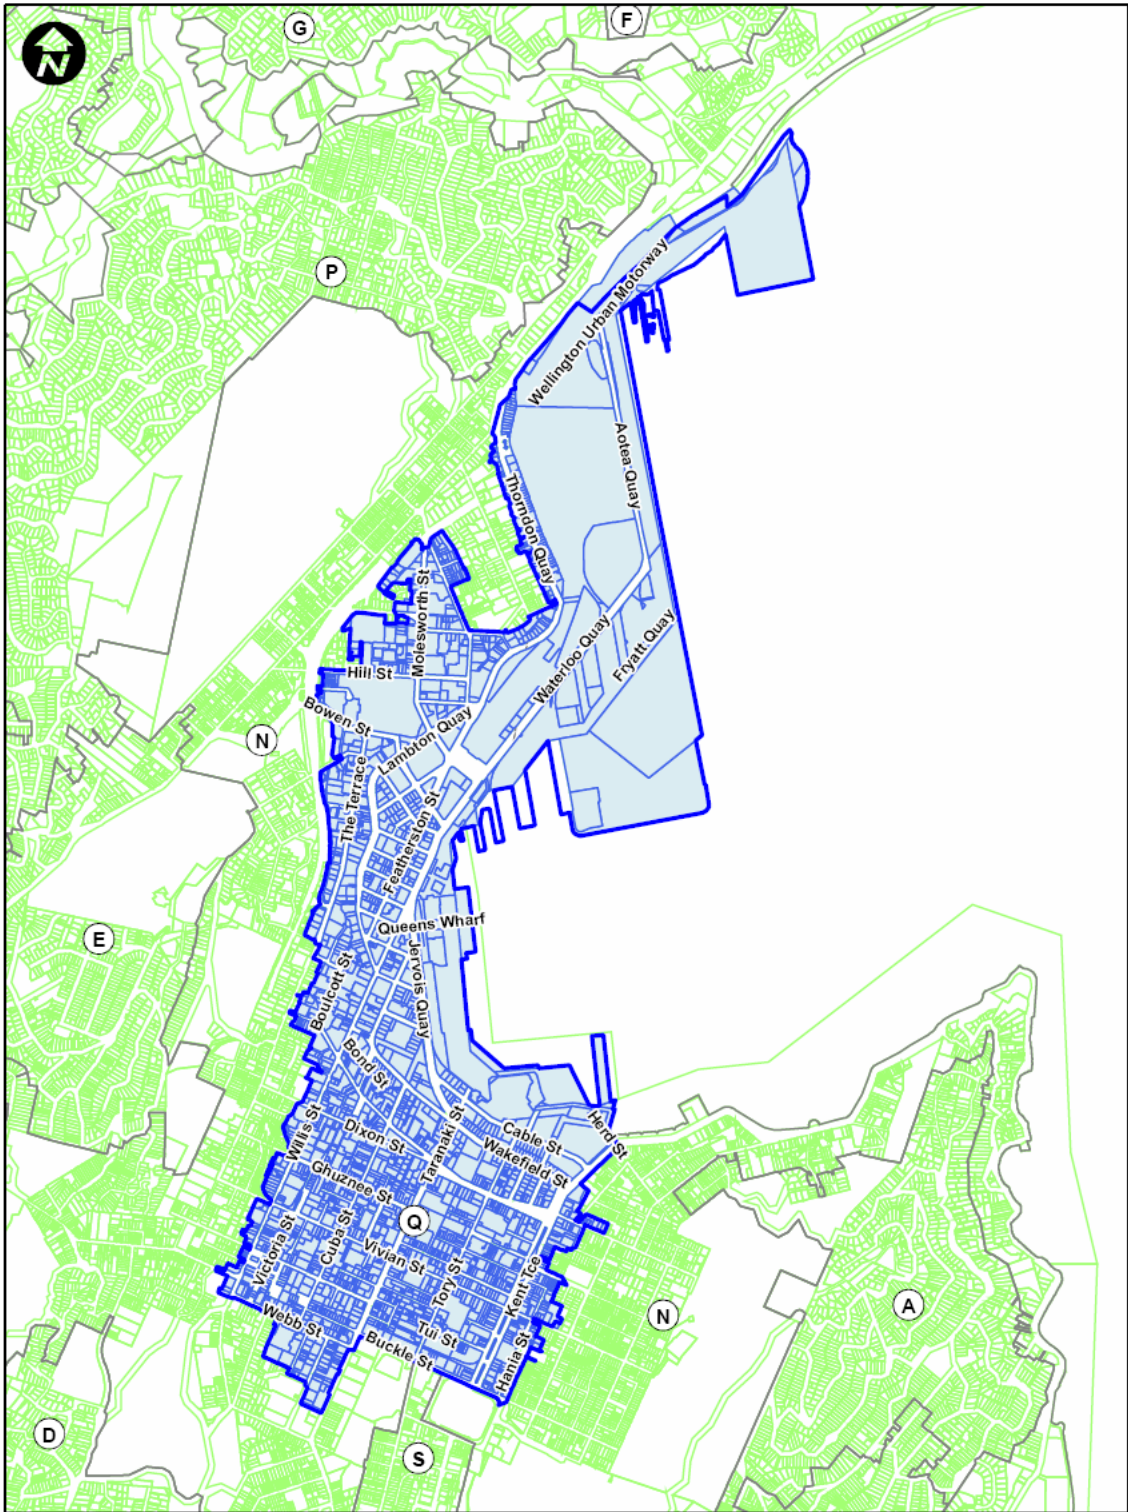 G
F
N
P
Wellington Urban Motorway
Aotea Quay
Thorndon Quay
Molesworth St
Waterloo Quay
Fryatt Quay
Hill St
Bowen St
Lambton Quay
N
The Terrace
Featherston St
Queens Wharf
E
Jervois Quay
Boulcott St
Bond St
Willis St
Dixon St
Taranaki St
Cable St
Wakefield St
Herd St
Ghuznee St
Q
Victoria St
Cuba St
Vivian St
Tory St
Kent Tce
N
A
Webb St
Tui St
Buckle St
Hania St
D
S